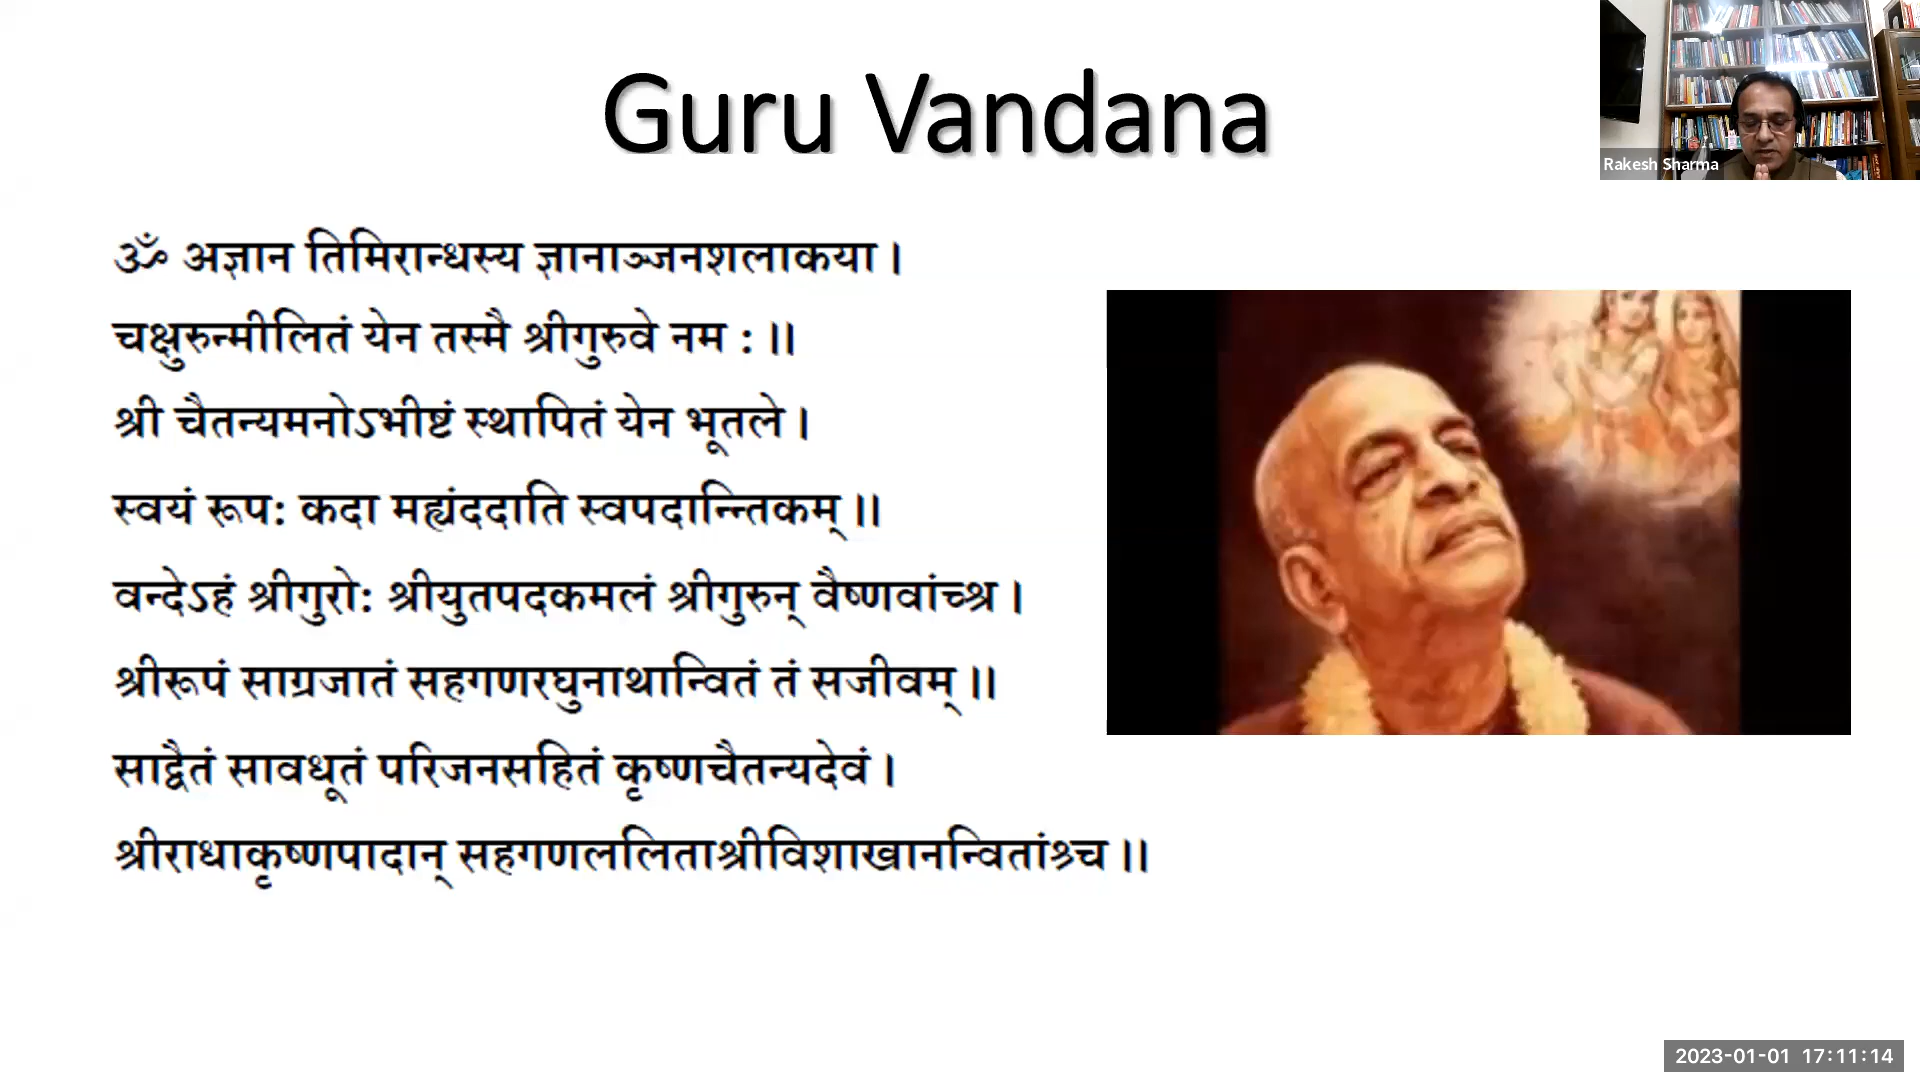 Guru Vandana
Rakesh Sharma
ॐ अज्ञान तिमिरान्धस्य ज्ञानाञ्जनशलाकया।
चक्षुरुन्मीलितं येन तस्मै श्रीगुरुवे नम :॥
श्री चैतन्यमनोऽभीष्टं स्थापितं येन भूतले।
स्वयं रूप: कदा मह्यंददाति स्वपदान्न्तिकम्॥
वन्देऽहं श्रीगुरो: श्रीयुतपदकमलं श्रीगुरुन् वैष्णवांच्श्र।
श्रीरूपं साग्रजातं सहगणरघुनाथान्वितं तं सजीवम्॥
साद्वैतं सावधूतं परिजनसहितं कृष्णचैतन्यदेवं।
श्रीराधाकृष्णपादान् सहगणललिताश्रीविशाखानन्वितांश्र्च॥
2023-01-01 17:11:14